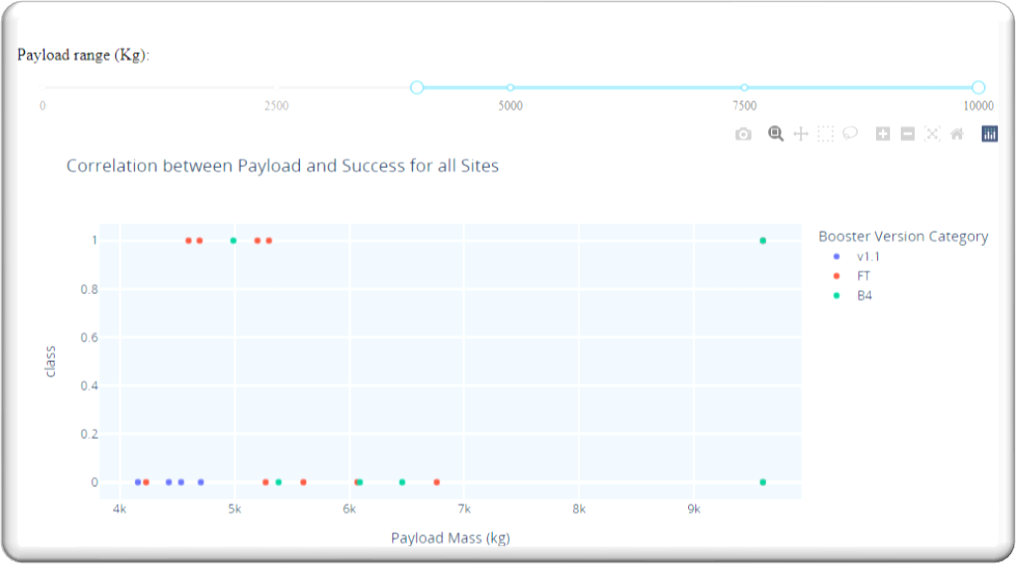 Payload range (Kg):
0 2500 5000 7500 10000
Correlation between Payload and Success for all Sites
Booster Version Category
v1.1
FT
B4
1
0.8
0.6
0.4
0.2
0
class
4k 5k 6k 7k 8k 9k
Payload Mass (kg)